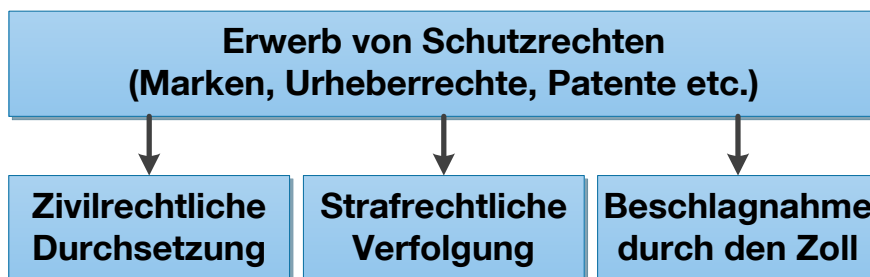 Erwerb von Schutzrechten
(Marken, Urheberrechte, Patente etc.)
Zivilrechtliche
Durchsetzung
Strafrechtliche
Verfolgung
Beschlagnahme
durch den Zoll